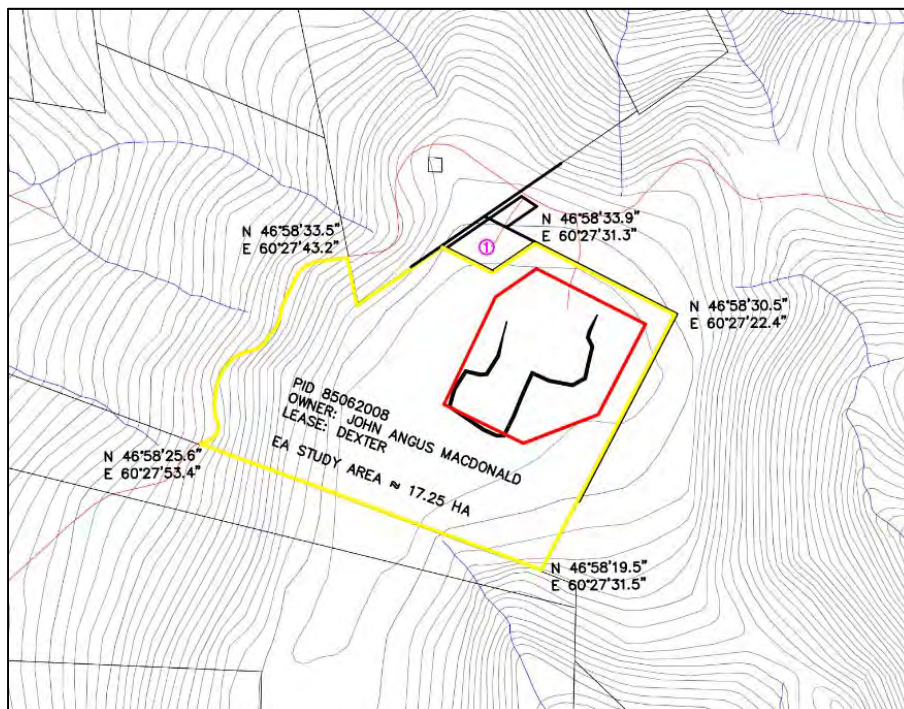 N 46°58'33.5"
E 60°27'43.2"
N 46°58'33.9"
E 60°27'31.3"
1
N 46°58'30.5"
E 60°27'22.4"
PID 85062008
OWNER: JOHN ANGUS MACDONALD
LEASE: DEXTER
EA STUDY AREA ≈ 17.25 HA
N 46°58'25.6"
E 60°27'53.4"
N 46°58'19.5"
E 60°27'31.5"